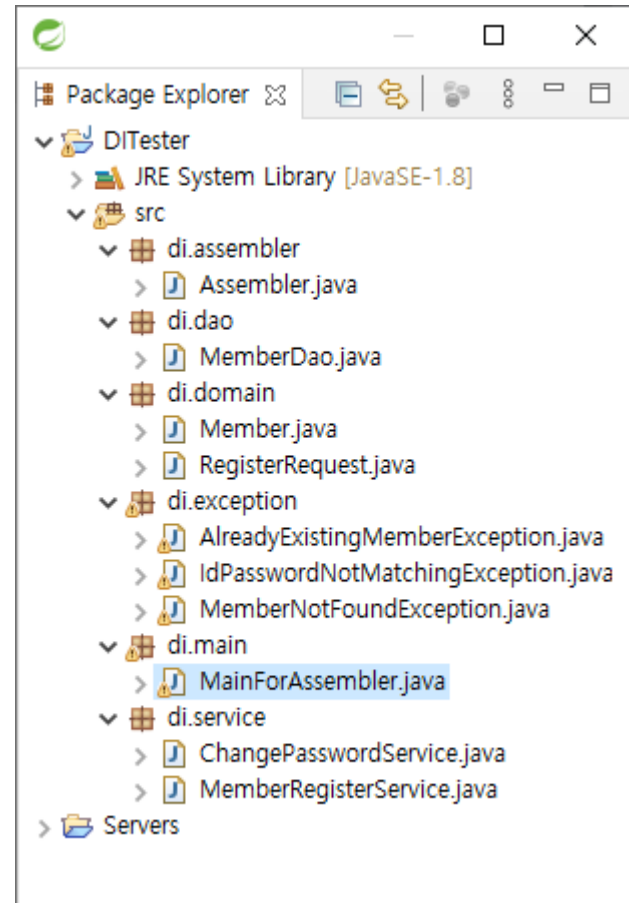 Package Explorer
DITester
JRE System Library [JavaSE-1.8]
src
di.assembler
Assembler.java
di.dao
MemberDao.java
di.domain
Member.java
RegisterRequest.java
di.exception
AlreadyExistingMemberException.java
IdPasswordNotMatchingException.java
MemberNotFoundException.java
di.main
MainForAssembler.java
di.service
ChangePasswordService.java
MemberRegisterService.java
Servers